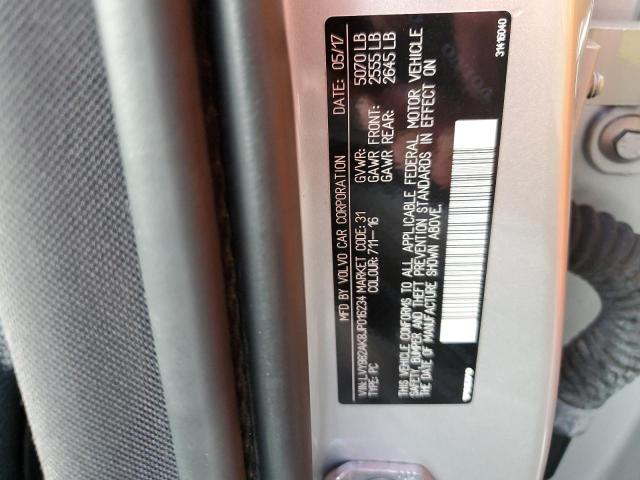 MFD BY VOLVO CAR CORPORATION DATE: 05/17
VIN: LVY982AK8JP016234 MARKET CODE: 31 GVWR: 5070 LB
TYPE: PC COLOUR: 711-16 GAWR FRONT: 2555 LB
GAWR REAR: 2645 LB
THIS VEHICLE CONFORMS TO ALL APPLICABLE FEDERAL MOTOR VEHICLE
SAFETY, BUMPER AND THEFT PREVENTION STANDARDS IN EFFECT ON
THE DATE OF MANUFACTURE SHOWN ABOVE.
31416040